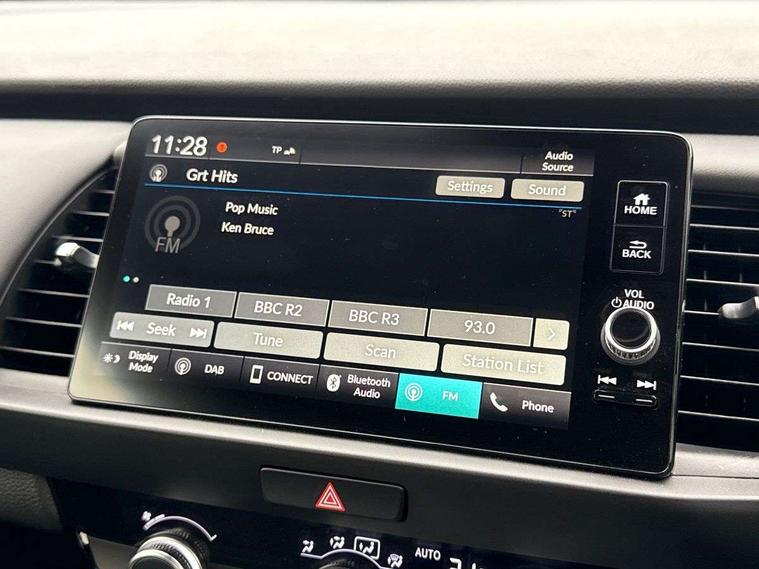 11:28
TP
Audio
Source
Grt Hits
Settings
Sound
HOME
Pop Music
Ken Bruce
ST
FM
BACK
VOL
AUDIO
Radio 1
BBC R2
BBC R3
93.0
Seek
Tune
Scan
Station List
Display
Mode
DAB
CONNECT
Bluetooth
Audio
FM
Phone
AUTO